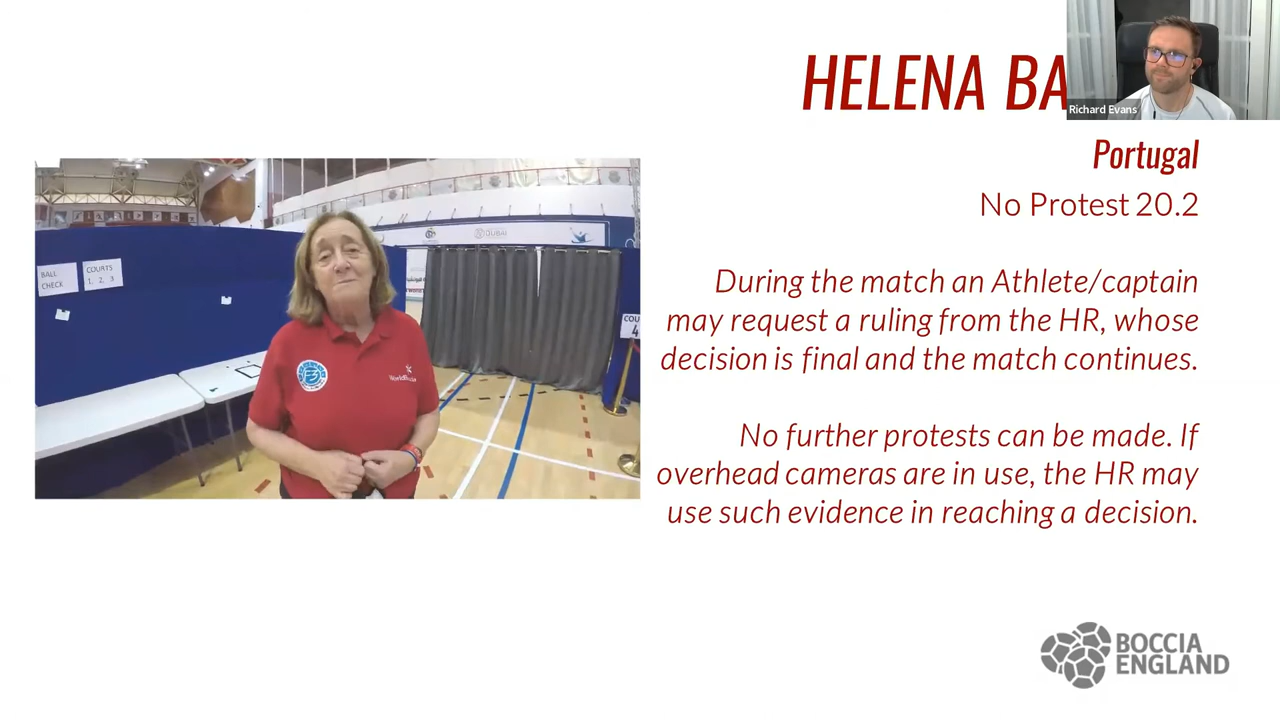 HELENA BA
Richard Evans
Portugal
No Protest 20.2
During the match an Athlete/captain
may request a ruling from the HR, whose
decision is final and the match continues.
No further protests can be made. If
overhead cameras are in use, the HR may
use such evidence in reaching a decision.
BALL
CHECK
COURTS
1, 2, 3
DUBAI
COU
4
BOCCIA
ENGLAND